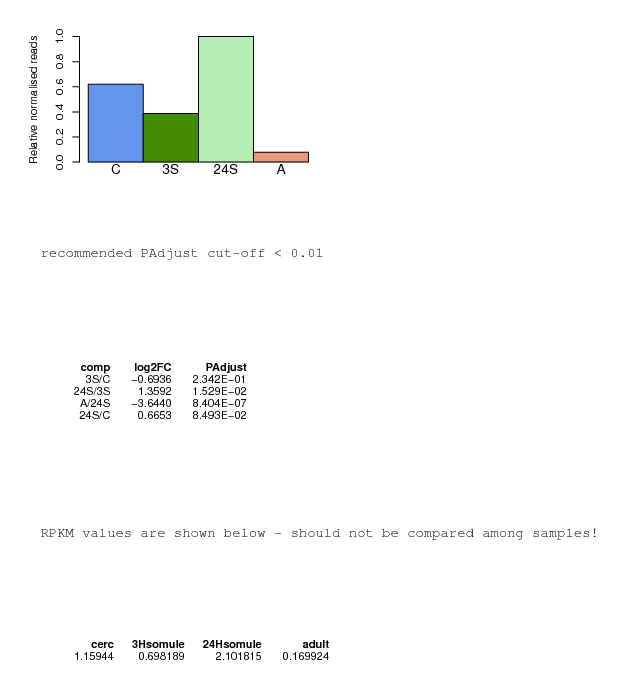 Relative normalised reads
1.0
0.8
0.6
0.4
0.2
0.0
C 3S 24S A
recommended PAdjust cut-off < 0.01
comp log2FC PAdjust
3S/C −0.6936 2.342E−01
24S/3S 1.3592 1.529E−02
A/24S −3.6440 8.404E−07
24S/C 0.6653 8.493E−02
RPKM values are shown below - should not be compared among samples!
cerc 3Hsomule 24Hsomule adult
1.15944 0.698189 2.101815 0.169924